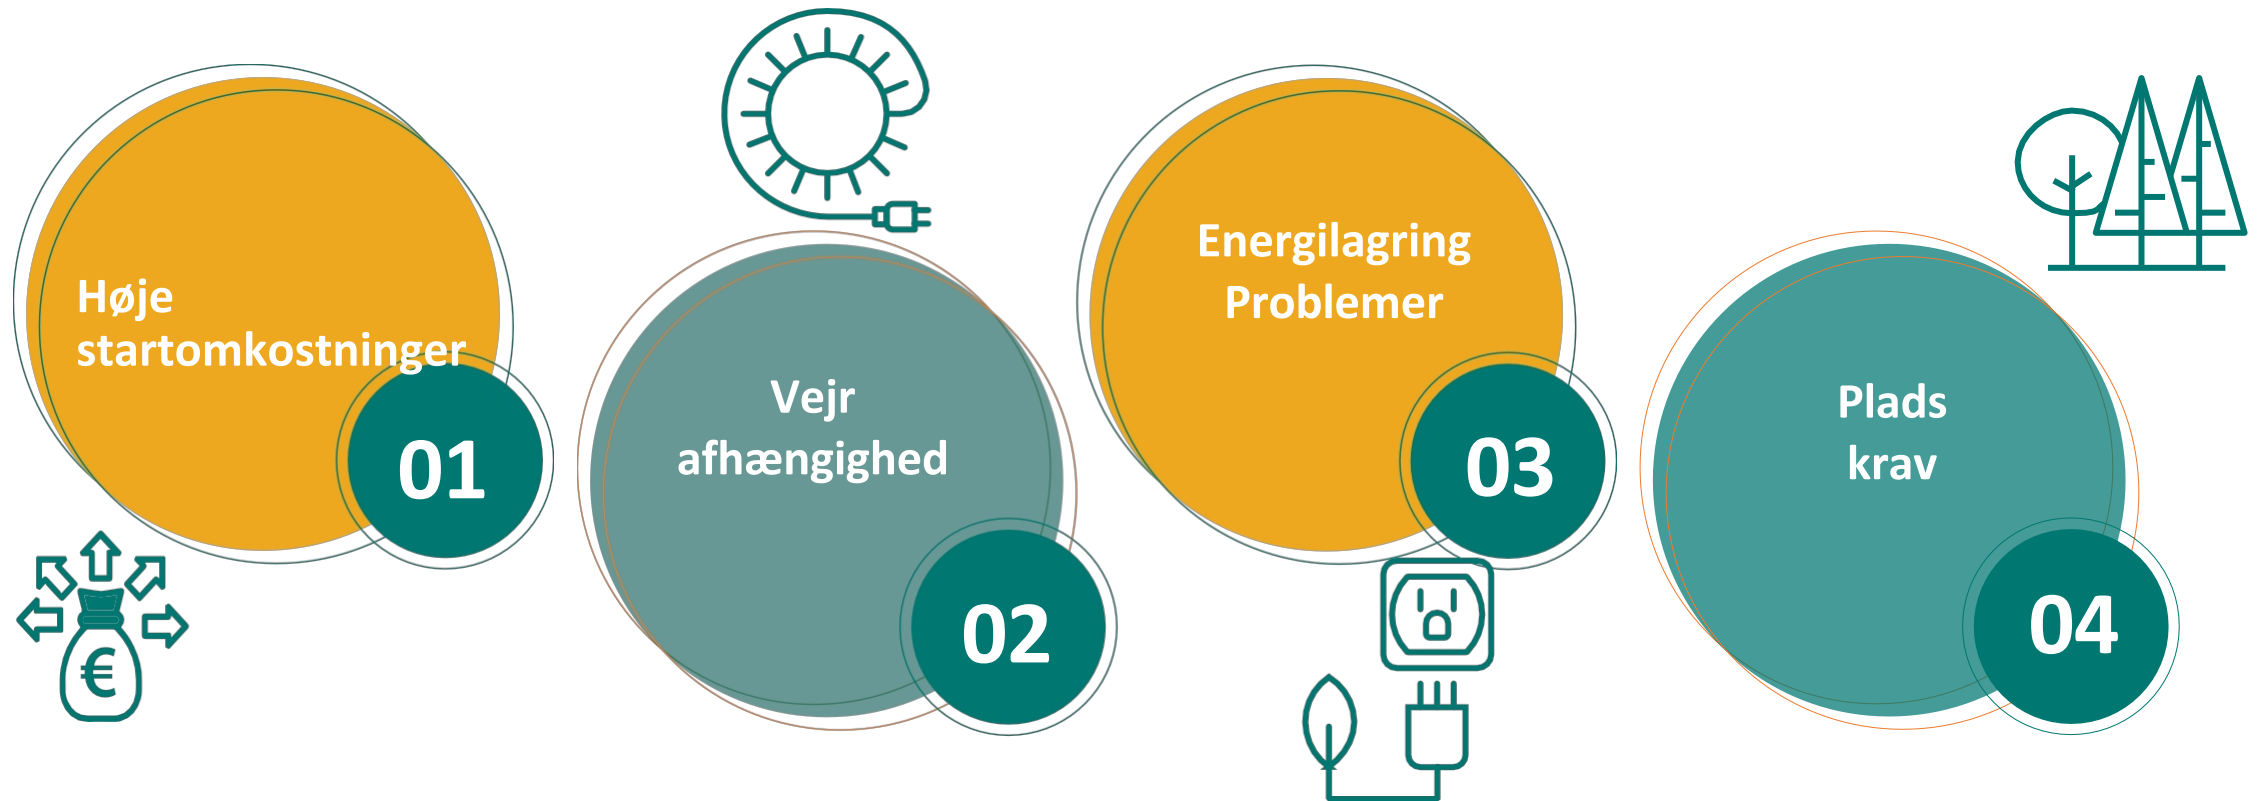 Høje
startomkostninger
01
€
Vejr
afhængighed
02
Energilagring
Problemer
03
Plads
krav
04